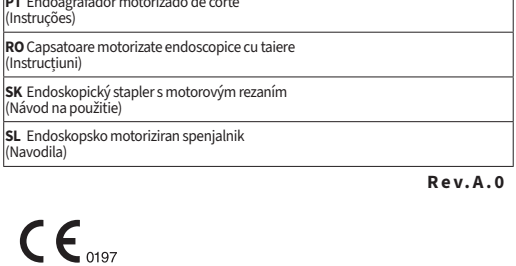 PT Endoagrafador motorizado de corte
(Instruções)
RO Capsatoare motorizate endoscopice cu taiere
(Instrucțiuni)
SK Endoskopický stapler s motorovým rezaním
(Návod na použitie)
SL Endoskopsko motoriziran spenjalnik
(Navodila)
Rev.A.0
CE 0197